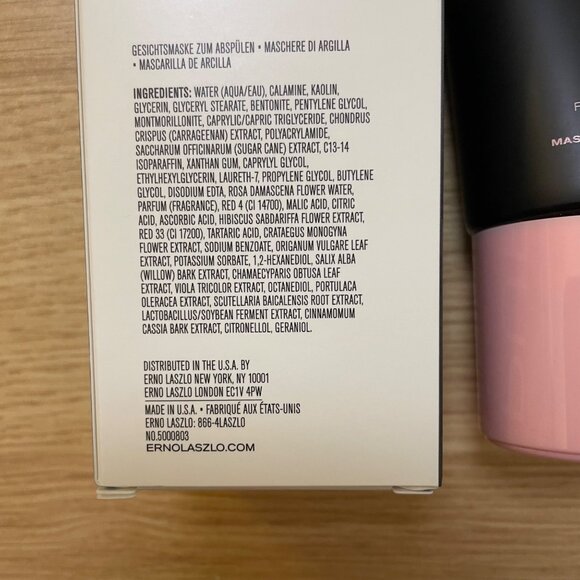 GESICHTSMASKE ZUM ABSPÜLEN • MASCHERE DI ARGILLA
• MASCARILLA DE ARCILLA
INGREDIENTS: WATER (AQUA/EAU), CALAMINE, KAOLIN,
GLYCERIN, GLYCERYL STEARATE, BENTONITE, PENTYLENE GLYCOL,
MONTMORILLONITE, CAPRYLIC/CAPRIC TRIGLYCERIDE, CHONDRUS
CRISPUS (CARRAGEENAN) EXTRACT, POLYACRYLAMIDE,
SACCHARUM OFFICINARUM (SUGAR CANE) EXTRACT, C13-14
ISOPARAFFIN, XANTHAN GUM, CAPRYLYL GLYCOL,
ETHYLHEXYLGLYCERIN, LAURETH-7, PROPYLENE GLYCOL, BUTYLENE
GLYCOL, DISODIUM EDTA, ROSA DAMASCENA FLOWER WATER,
PARFUM (FRAGRANCE), RED 4 (CI 14700), MALIC ACID, CITRIC
ACID, ASCORBIC ACID, HIBISCUS SABDARIFFA FLOWER EXTRACT,
RED 33 (CI 17200), TARTARIC ACID, CRATAEGUS MONOGYNA
FLOWER EXTRACT, SODIUM BENZOATE, ORIGANUM VULGARE LEAF
EXTRACT, POTASSIUM SORBATE, 1,2-HEXANEDIOL, SALIX ALBA
(WILLOW) BARK EXTRACT, CHAMAECYPARIS OBTUSA LEAF
EXTRACT, VIOLA TRICOLOR EXTRACT, OCTANEDIOL, PORTULACA
OLERACEA EXTRACT, SCUTELLARIA BAICALENSIS ROOT EXTRACT,
LACTOBACILLUS/SOYBEAN FERMENT EXTRACT, CINNAMOMUM
CASSIA BARK EXTRACT, CITRONELLOL, GERANIOL.
DISTRIBUTED IN THE U.S.A. BY
ERNO LASZLO NEW YORK, NY 10001
ERNO LASZLO LONDON EC1V 4PW
MADE IN U.S.A. • FABRIQUÉ AUX ÉTATS-UNIS
ERNO LASZLO: 866-4LASZLO
NO.5000803
ERNOLASZLO.COM
F
MAS